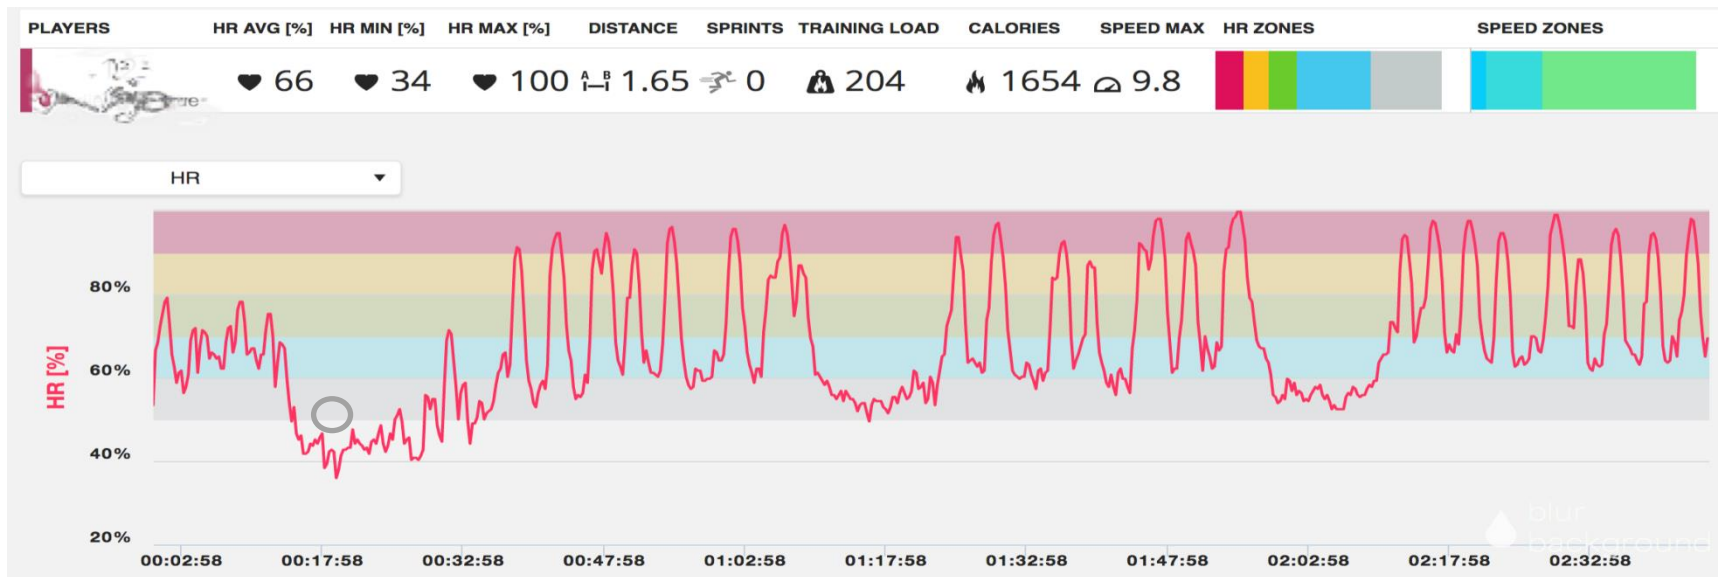 PLAYERS HR AVG [%] HR MIN [%] HR MAX [%] DISTANCE SPRINTS TRAINING LOAD CALORIES SPEED MAX HR ZONES SPEED ZONES
66 34 100 A B 1.65 0 204 1654 9.8
HR
80%
60%
40%
20%
HR [%]
00:02:58 00:17:58 00:32:58 00:47:58 01:02:58 01:17:58 01:32:58 01:47:58 02:02:58 02:17:58 02:32:58
blur
background